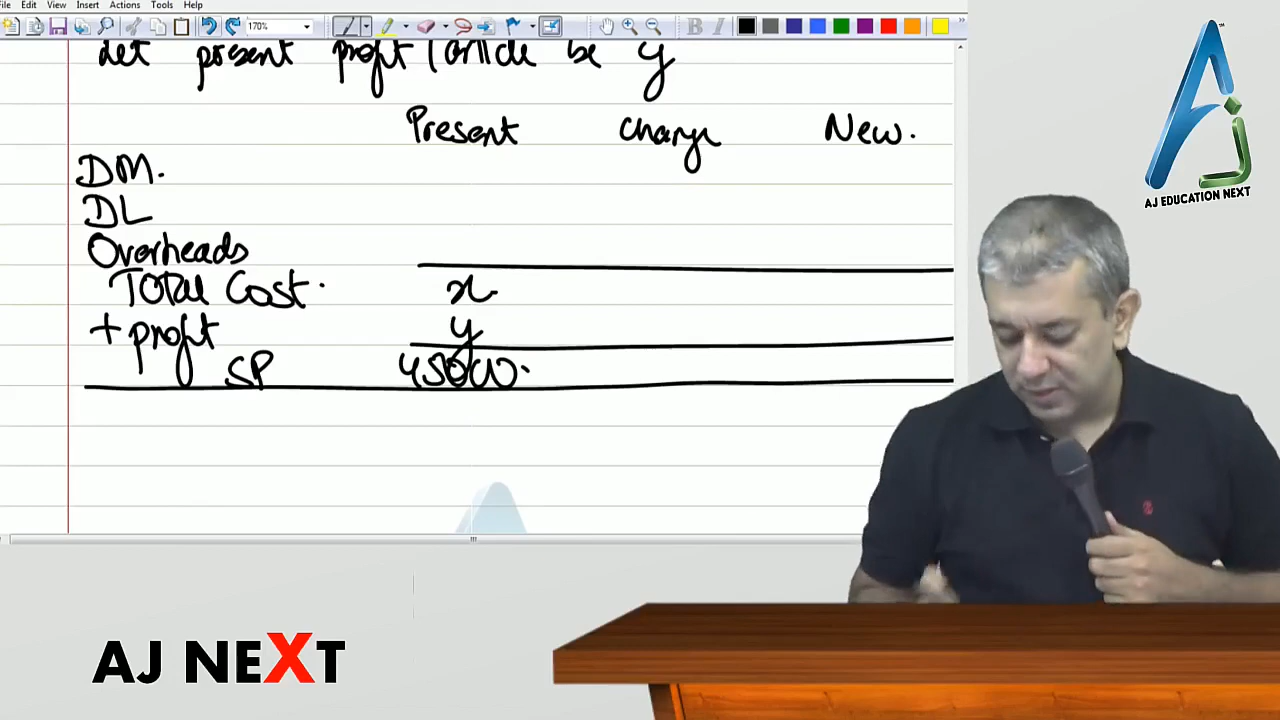 File Edit View Insert Actions Tools Help
170%
Let present profit / article be y
Present Change New.
DM.
DL
Overheads
TOTAL Cost. x
+ profit y
SP 45000.
AJ EDUCATION NEXT
AJ NEXT